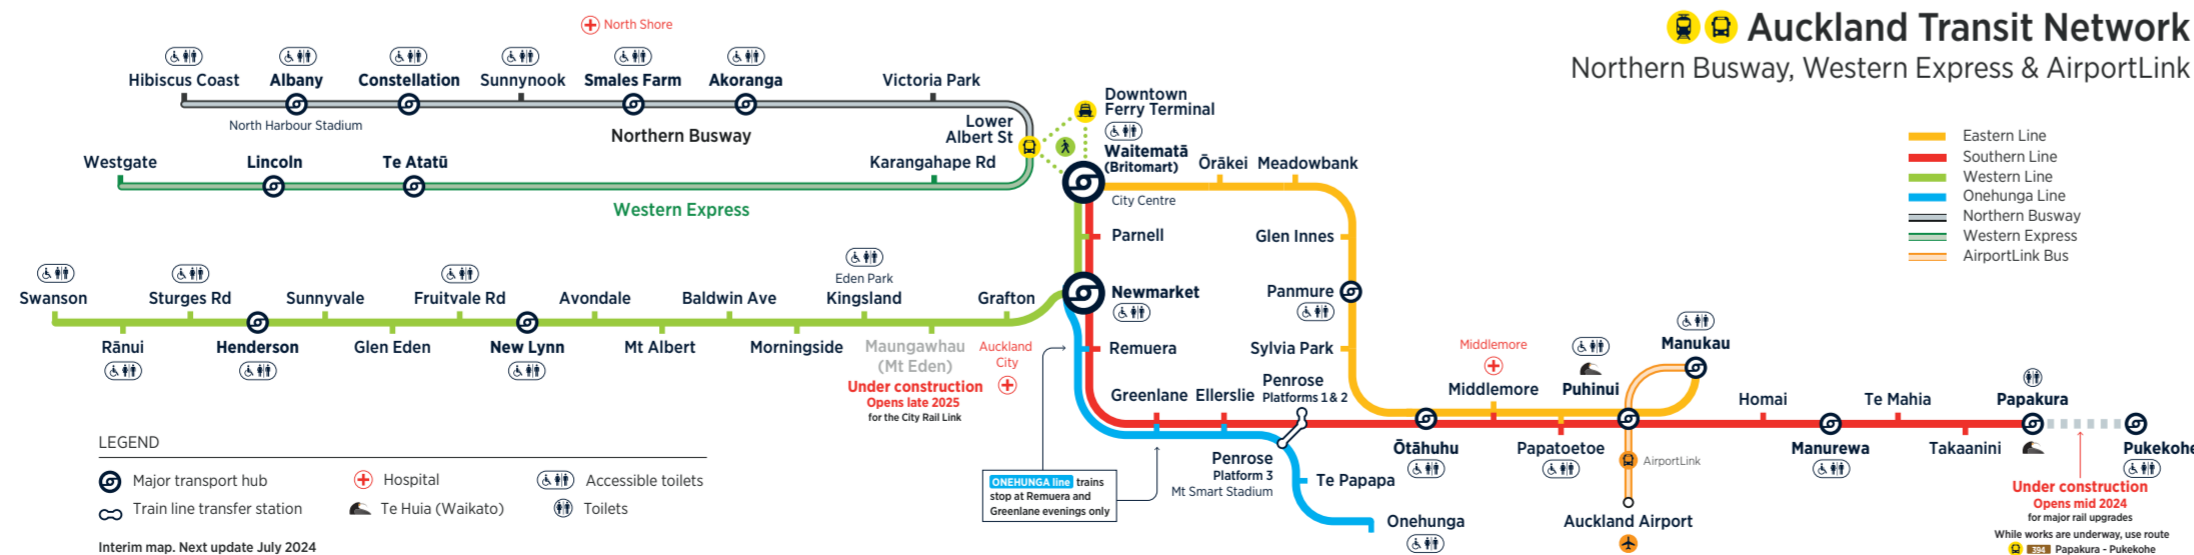 Auckland Transit Network
Northern Busway, Western Express & AirportLink
North Shore
Hibiscus Coast
Albany
Constellation
Sunnynook
Smales Farm
Akoranga
Victoria Park
North Harbour Stadium
Northern Busway
Lower
Albert St
Downtown
Ferry Terminal
Westgate
Lincoln
Te Atatū
Karangahape Rd
Western Express
Waitematā
(Britomart)
City Centre
Ōrākei
Meadowbank
Eastern Line
Southern Line
Western Line
Onehunga Line
Northern Busway
Western Express
AirportLink Bus
Parnell
Glen Innes
Newmarket
Panmure
Remuera
Sylvia Park
Swanson
Sturges Rd
Sunnyvale
Fruitvale Rd
Avondale
Baldwin Ave
Eden Park
Kingsland
Grafton
Rānui
Henderson
Glen Eden
New Lynn
Mt Albert
Morningside
Maungawhau
(Mt Eden)
Under construction
Opens late 2025
for the City Rail Link
Auckland
City
Greenlane
Ellerslie
Penrose
Platforms 1 & 2
Middlemore
Middlemore
Puhinui
Manukau
Homai
Te Mahia
Papakura
Penrose
Platform 3
Mt Smart Stadium
Ōtāhuhu
Papatoetoe
AirportLink
Manurewa
Takaanini
Pukekohe
ONEHUNGA line trains
stop at Remuera and
Greenlane evenings only
Te Papapa
Onehunga
Auckland Airport
Under construction
Opens mid 2024
for major rail upgrades
While works are underway, use route
394 Papakura - Pukekohe
LEGEND
Major transport hub
Hospital
Accessible toilets
Train line transfer station
Te Huia (Waikato)
Toilets
Interim map. Next update July 2024